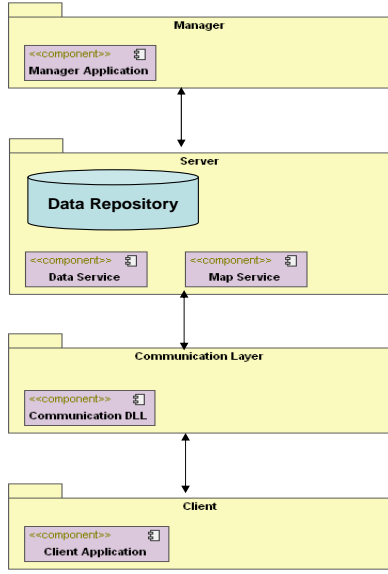 Manager
<<component>>
Manager Application
Server
Data Repository
<<component>>
Data Service
<<component>>
Map Service
Communication Layer
<<component>>
Communication DLL
Client
<<component>>
Client Application